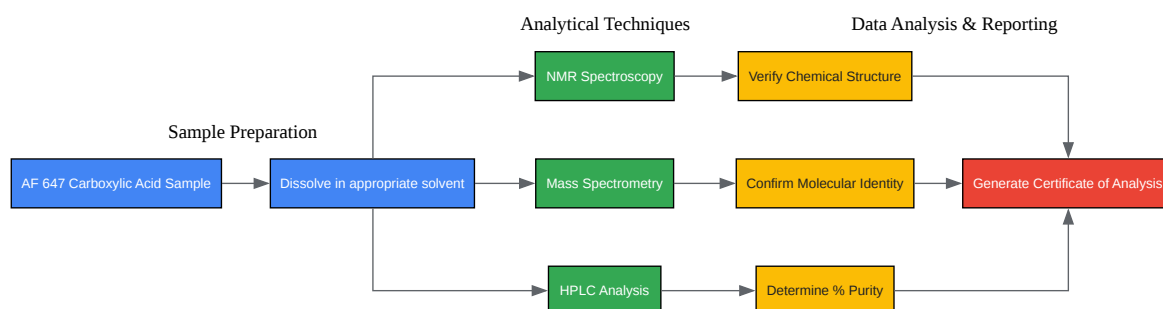 Analytical Techniques
Data Analysis & Reporting
NMR Spectroscopy
Verify Chemical Structure
Sample Preparation
AF 647 Carboxylic Acid Sample
Dissolve in appropriate solvent
Mass Spectrometry
Confirm Molecular Identity
Generate Certificate of Analysis
HPLC Analysis
Determine % Purity